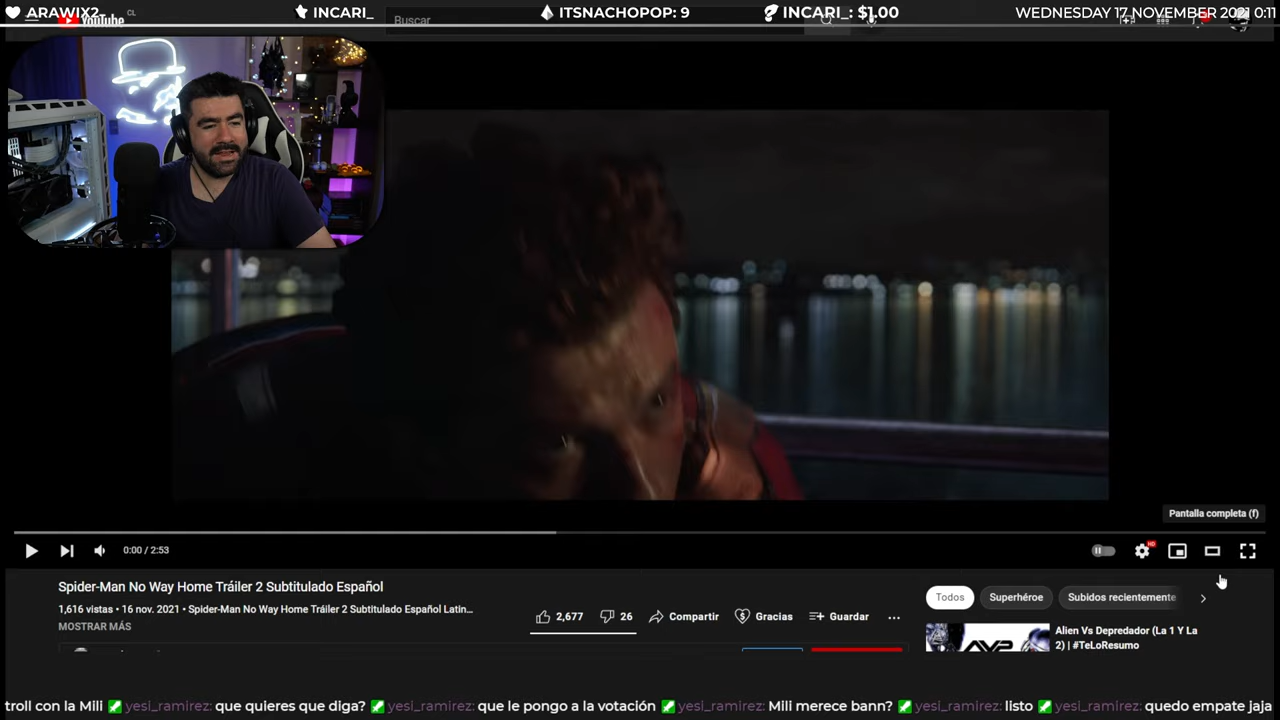 ARAWIX2
INCARI_
ITSNACHOPOP: 9
INCARI_: $1.00
WEDNESDAY 17 NOVEMBER 2021 0:11
YouTube
CL
Buscar
Pantalla completa (f)
0:00 / 2:53
HD
Spider-Man No Way Home Tráiler 2 Subtitulado Español
1,616 vistas • 16 nov. 2021 • Spider-Man No Way Home Tráiler 2 Subtitulado Español Latin...
MOSTRAR MÁS
2,677
26
Compartir
Gracias
Guardar
Todos
Superhéroe
Subidos recientemente
Alien Vs Depredador (La 1 Y La
2) | #TeLoResumo
AVP
troll con la Mili yesi_ramirez: que quieres que diga? yesi_ramirez: que le pongo a la votación yesi_ramirez: Mili merece bann? yesi_ramirez: listo yesi_ramirez: quedo empate jaja